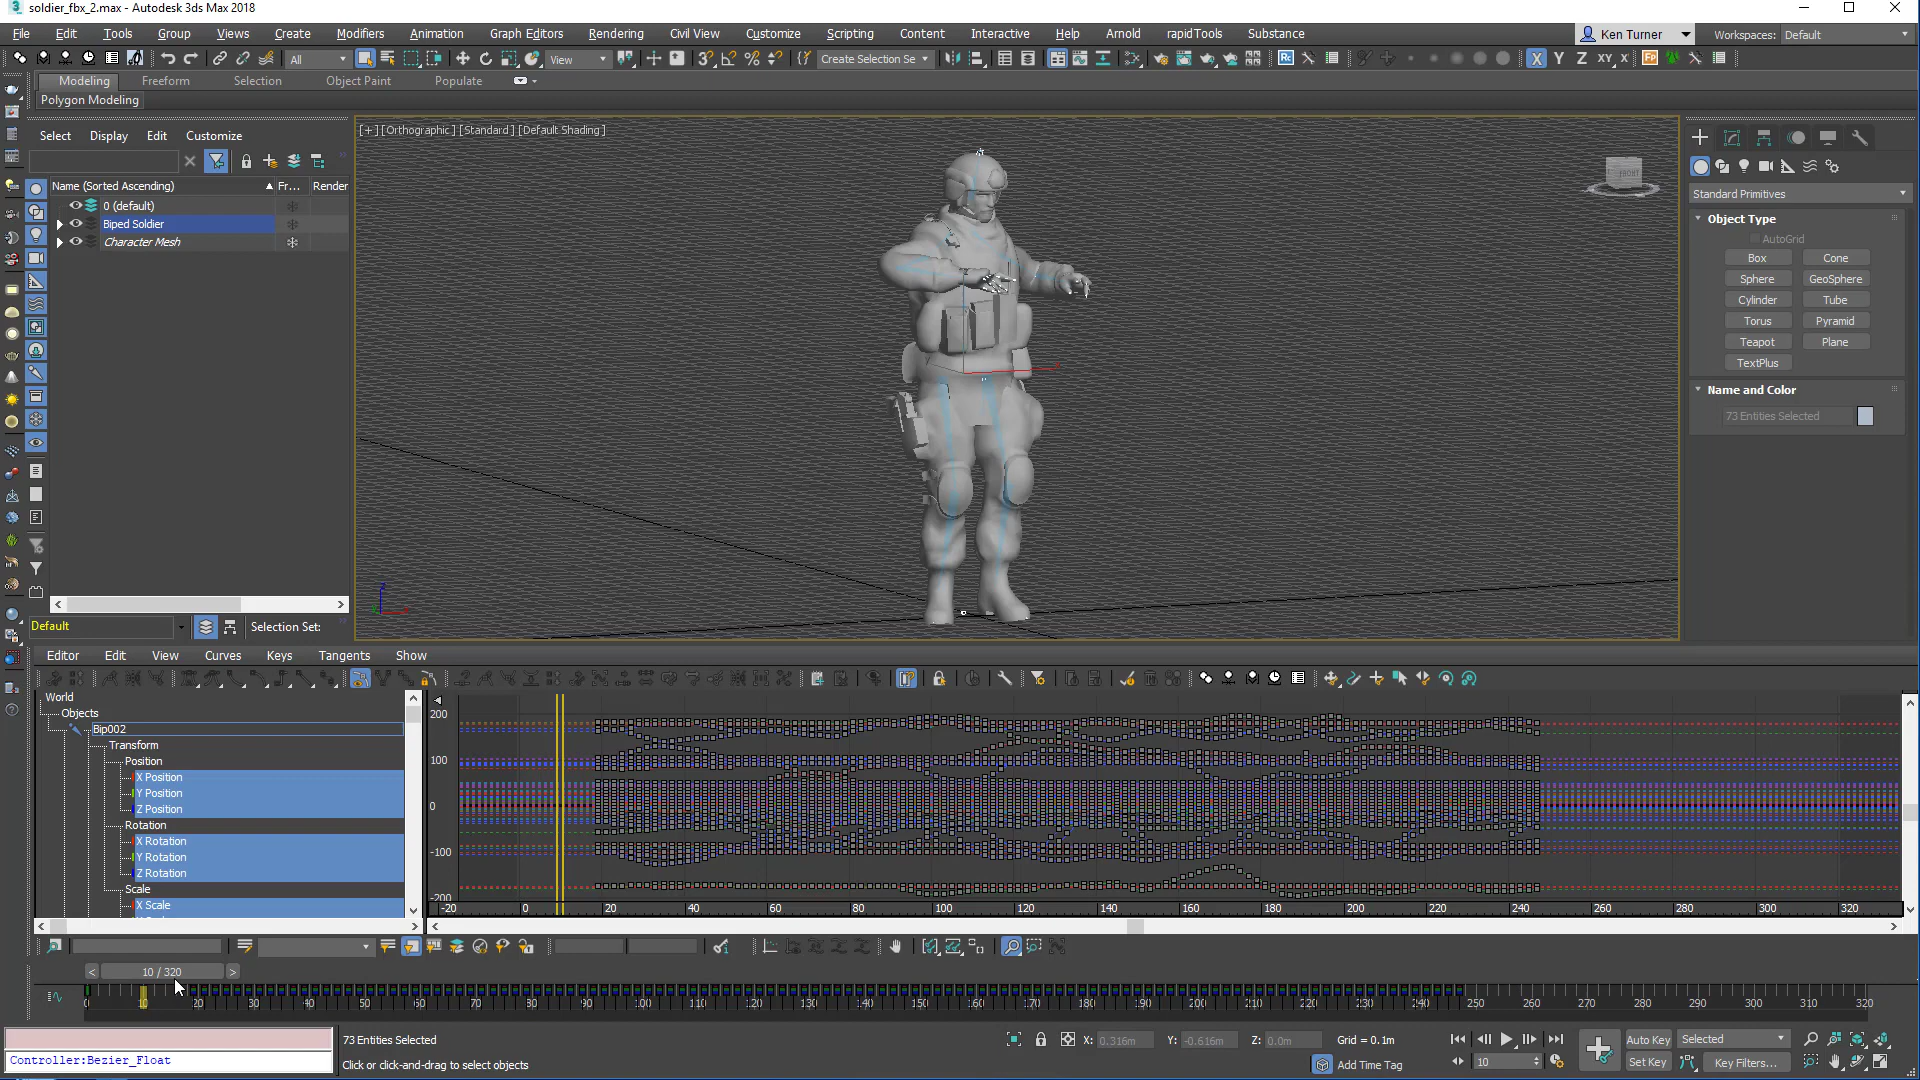 soldier_fbx_2.max - Autodesk 3ds Max 2018
File Edit Tools Group Views Create Modifiers Animation Graph Editors Rendering Civil View Customize Scripting Content Interactive Help Arnold rapidTools Substance Ken Turner Workspaces: Default
All View Create Selection Se X Y Z XY X
Modeling Freeform Selection Object Paint Populate
Polygon Modeling
Select Display Edit Customize
[+] [Orthographic] [Standard] [Default Shading]
FRONT
Name (Sorted Ascending) Fr... Render
0 (default)
Biped Soldier
Character Mesh
Standard Primitives
Object Type
AutoGrid
Box Cone
Sphere GeoSphere
Cylinder Tube
Torus Pyramid
Teapot Plane
TextPlus
Name and Color
73 Entities Selected
Default Selection Set:
Editor Edit View Curves Keys Tangents Show
World
Objects
Bip002
Transform
Position
X Position
Y Position
Z Position
Rotation
X Rotation
Y Rotation
Z Rotation
Scale
X Scale
200
100
0
-100
-200
-20 0 20 40 60 80 100 120 140 160 180 200 220 240 260 280 300 320
< 10 / 320 >
0 10 20 30 40 50 60 70 80 90 100 110 120 130 140 150 160 170 180 190 200 210 220 230 240 250 260 270 280 290 300 310 320
73 Entities Selected X: 0.316m Y: -0.616m Z: 0.0m Grid = 0.1m Auto Key Selected
Controller:Bezier_Float
Click or click-and-drag to select objects Add Time Tag 10 Set Key Key Filters...